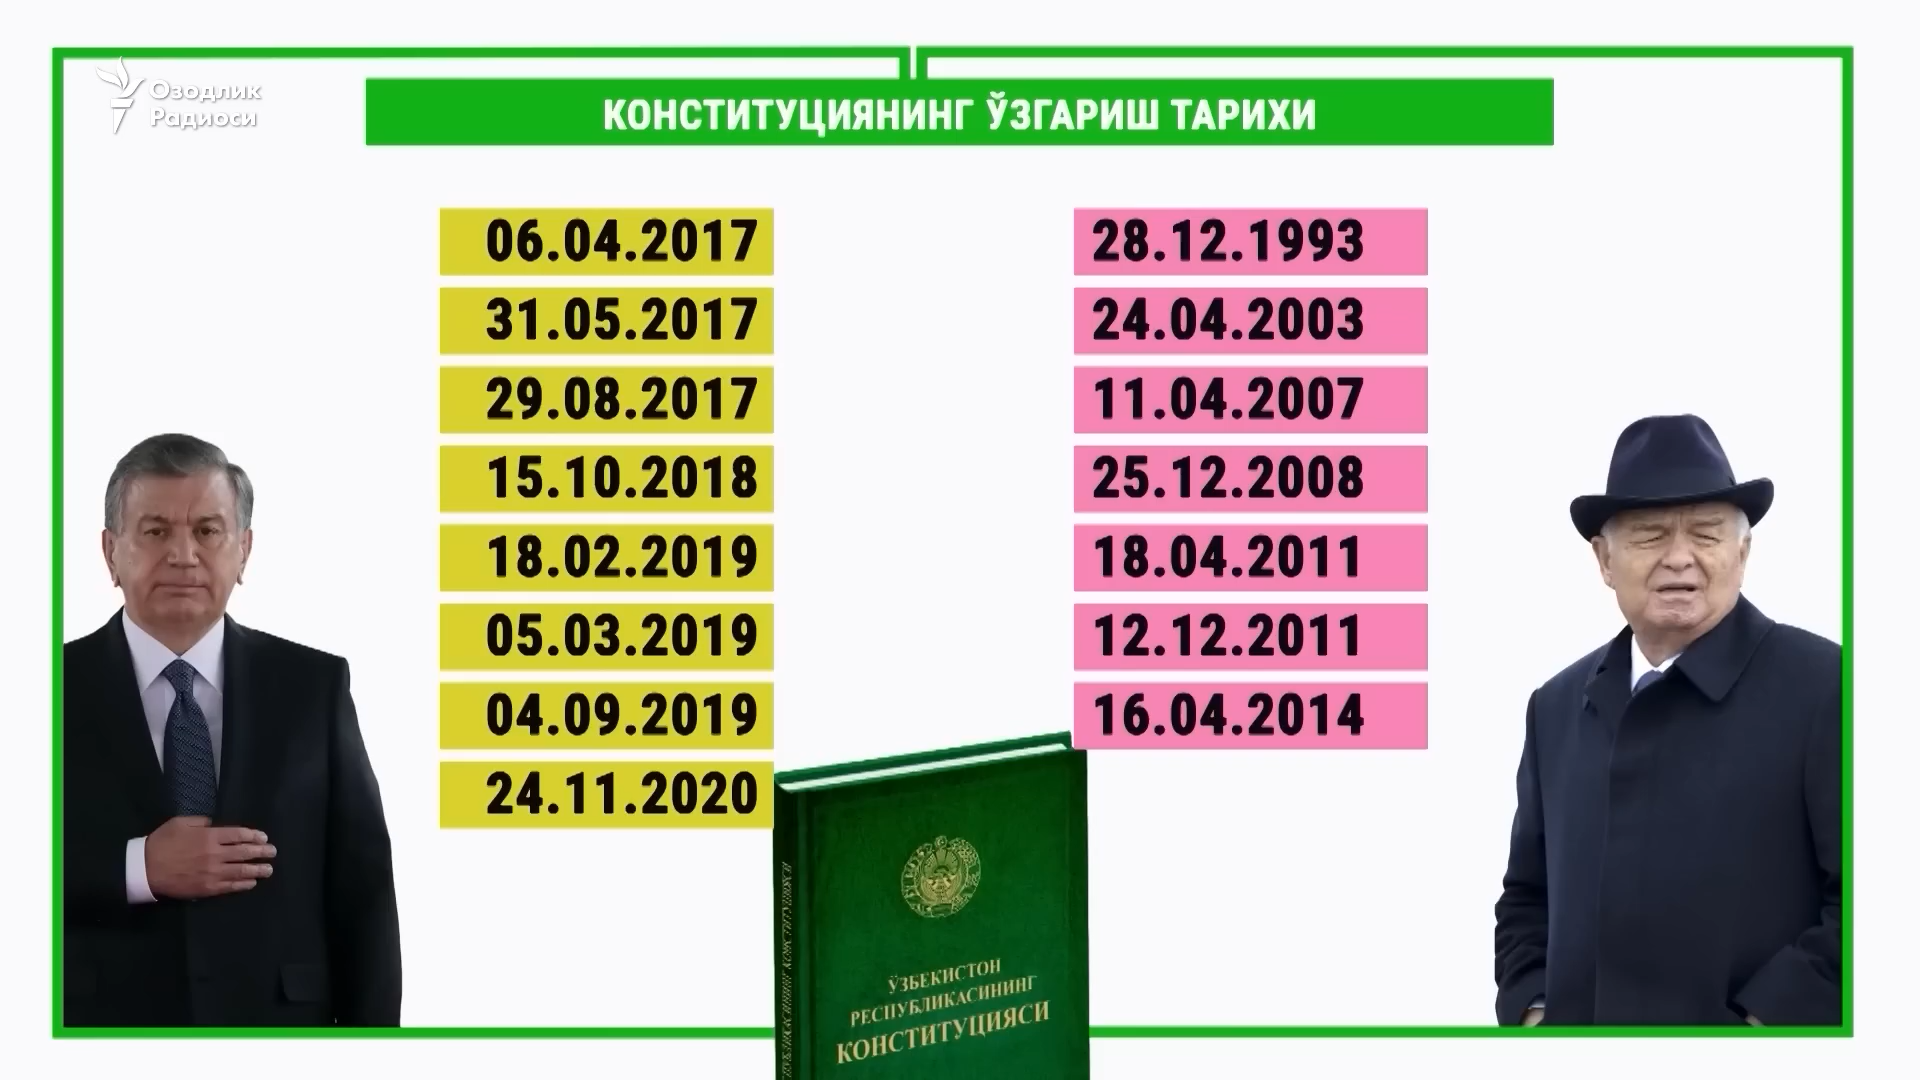 Озодлик
Радиоси
КОНСТИТУЦИЯНИНГ ЎЗГАРИШ ТАРИХИ
06.04.2017
31.05.2017
29.08.2017
15.10.2018
18.02.2019
05.03.2019
04.09.2019
24.11.2020
28.12.1993
24.04.2003
11.04.2007
25.12.2008
18.04.2011
12.12.2011
16.04.2014
ЎЗБЕКИСТОН
РЕСПУБЛИКАСИНИНГ
КОНСТИТУЦИЯСИ